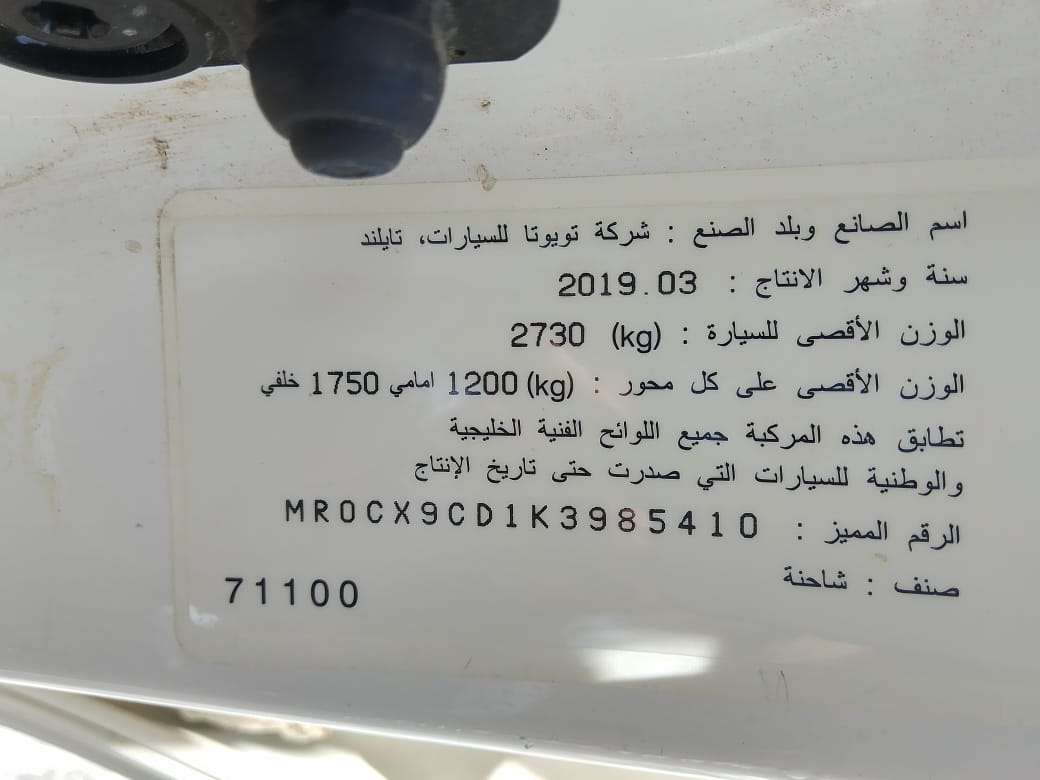 اسم الصانع وبلد الصنع : شركة تويوتا للسيارات، تايلند
سنة وشهر الانتاج : 2019.03
الوزن الأقصى للسيارة : (kg) 2730
الوزن الأقصى على كل محور : (kg) 1200 امامي 1750 خلفي
تطابق هذه المركبة جميع اللوائح الفنية الخليجية
والوطنية للسيارات التي صدرت حتى تاريخ الإنتاج
الرقم المميز : MR0CX9CD1K3985410
صنف : شاحنة
71100